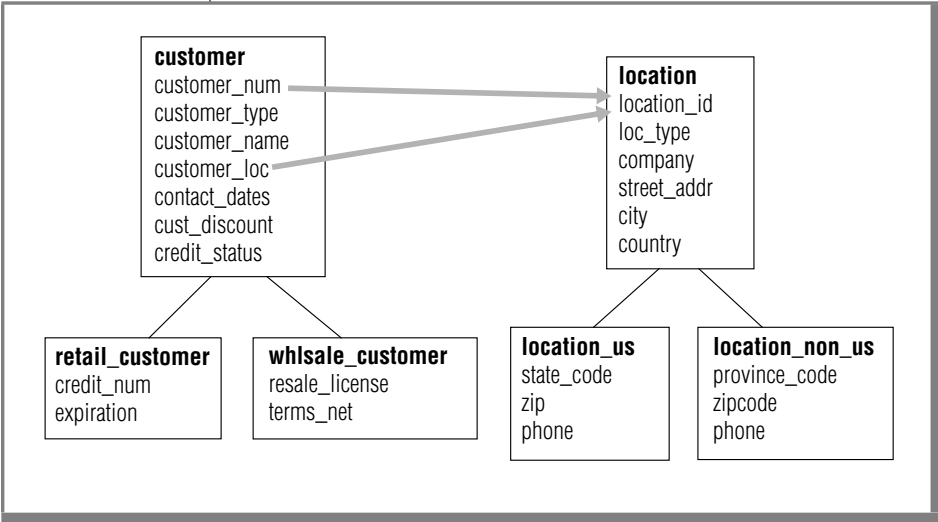 customer
customer_num
customer_type
customer_name
customer_loc
contact_dates
cust_discount
credit_status
location
location_id
loc_type
company
street_addr
city
country
retail_customer
credit_num
expiration
whlsale_customer
resale_license
terms_net
location_us
state_code
zip
phone
location_non_us
province_code
zipcode
phone